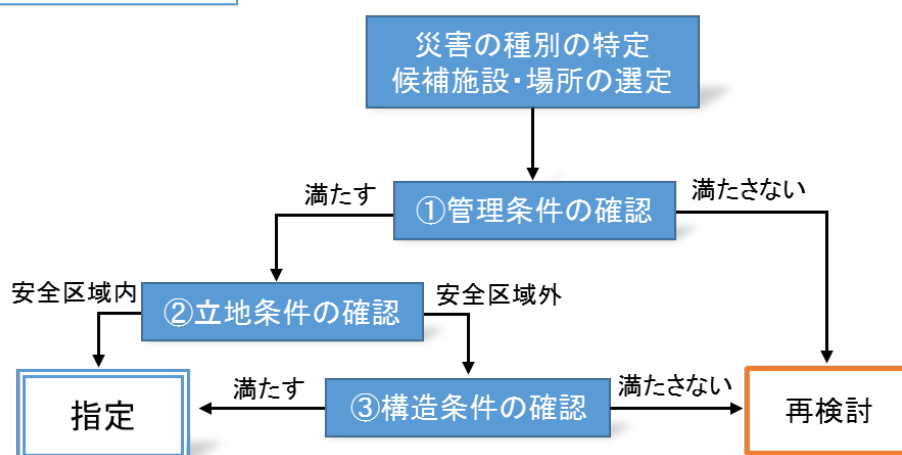 災害の種別の特定
候補施設・場所の選定
満たす
①管理条件の確認
満たさない
安全区域内
②立地条件の確認
安全区域外
指定
満たす
③構造条件の確認
満たさない
再検討